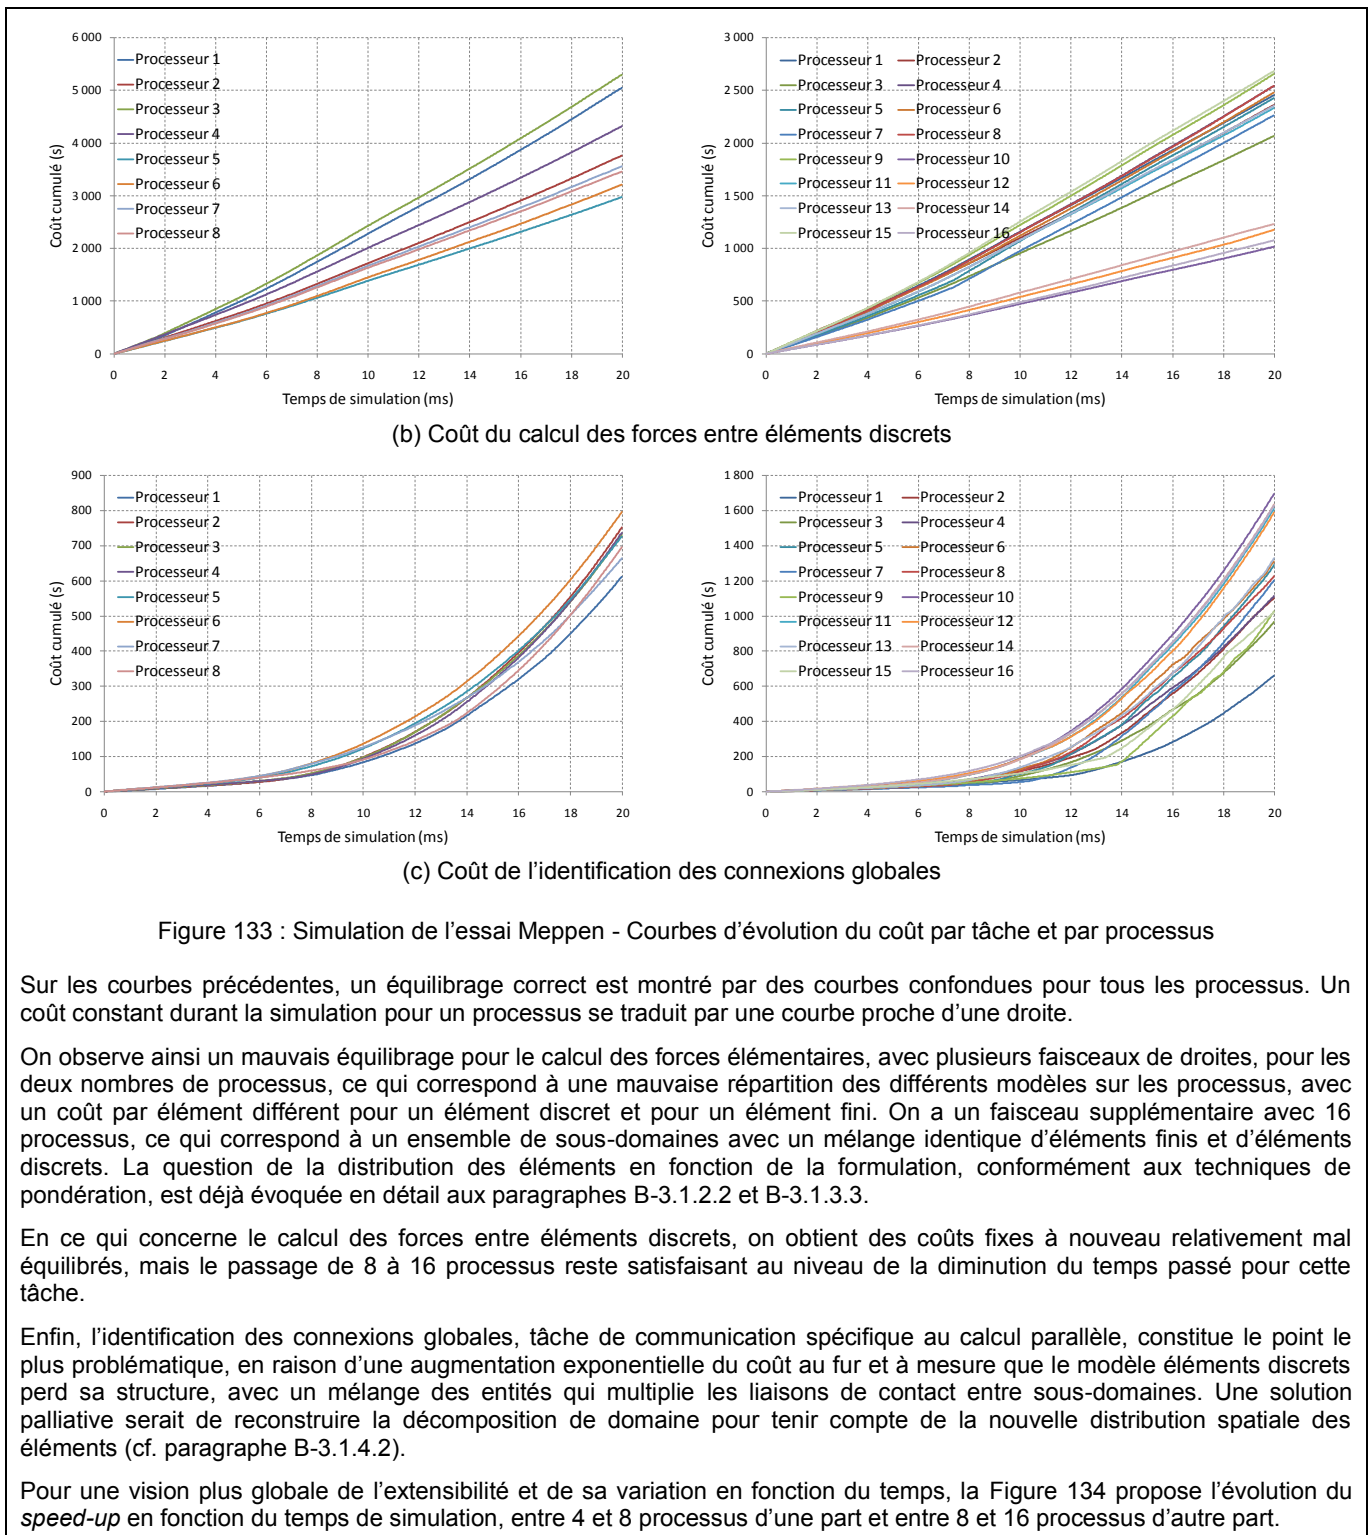 6 000
5 000
4 000
3 000
2 000
1 000
0
Coût cumulé (s)
Processeur 1
Processeur 2
Processeur 3
Processeur 4
Processeur 5
Processeur 6
Processeur 7
Processeur 8
0 2 4 6 8 10 12 14 16 18 20
Temps de simulation (ms)
3 000
2 500
2 000
1 500
1 000
500
0
Coût cumulé (s)
Processeur 1 Processeur 2
Processeur 3 Processeur 4
Processeur 5 Processeur 6
Processeur 7 Processeur 8
Processeur 9 Processeur 10
Processeur 11 Processeur 12
Processeur 13 Processeur 14
Processeur 15 Processeur 16
0 2 4 6 8 10 12 14 16 18 20
Temps de simulation (ms)
(b) Coût du calcul des forces entre éléments discrets
900
800
700
600
500
400
300
200
100
0
Coût cumulé (s)
Processeur 1
Processeur 2
Processeur 3
Processeur 4
Processeur 5
Processeur 6
Processeur 7
Processeur 8
0 2 4 6 8 10 12 14 16 18 20
Temps de simulation (ms)
1 800
1 600
1 400
1 200
1 000
800
600
400
200
0
Coût cumulé (s)
Processeur 1 Processeur 2
Processeur 3 Processeur 4
Processeur 5 Processeur 6
Processeur 7 Processeur 8
Processeur 9 Processeur 10
Processeur 11 Processeur 12
Processeur 13 Processeur 14
Processeur 15 Processeur 16
0 2 4 6 8 10 12 14 16 18 20
Temps de simulation (ms)
(c) Coût de l'identification des connexions globales
Figure 133 : Simulation de l'essai Meppen - Courbes d'évolution du coût par tâche et par processus
Sur les courbes précédentes, un équilibrage correct est montré par des courbes confondues pour tous les processus. Un
coût constant durant la simulation pour un processus se traduit par une courbe proche d'une droite.
On observe ainsi un mauvais équilibrage pour le calcul des forces élémentaires, avec plusieurs faisceaux de droites, pour les
deux nombres de processus, ce qui correspond à une mauvaise répartition des différents modèles sur les processus, avec
un coût par élément différent pour un élément discret et pour un élément fini. On a un faisceau supplémentaire avec 16
processus, ce qui correspond à un ensemble de sous-domaines avec un mélange identique d'éléments finis et d'éléments
discrets. La question de la distribution des éléments en fonction de la formulation, conformément aux techniques de
pondération, est déjà évoquée en détail aux paragraphes B-3.1.2.2 et B-3.1.3.3.
En ce qui concerne le calcul des forces entre éléments discrets, on obtient des coûts fixes à nouveau relativement mal
équilibrés, mais le passage de 8 à 16 processus reste satisfaisant au niveau de la diminution du temps passé pour cette
tâche.
Enfin, l'identification des connexions globales, tâche de communication spécifique au calcul parallèle, constitue le point le
plus problématique, en raison d'une augmentation exponentielle du coût au fur et à mesure que le modèle éléments discrets
perd sa structure, avec un mélange des entités qui multiplie les liaisons de contact entre sous-domaines. Une solution
palliative serait de reconstruire la décomposition de domaine pour tenir compte de la nouvelle distribution spatiale des
éléments (cf. paragraphe B-3.1.4.2).
Pour une vision plus globale de l'extensibilité et de sa variation en fonction du temps, la Figure 134 propose l'évolution du
speed-up en fonction du temps de simulation, entre 4 et 8 processus d'une part et entre 8 et 16 processus d'autre part.